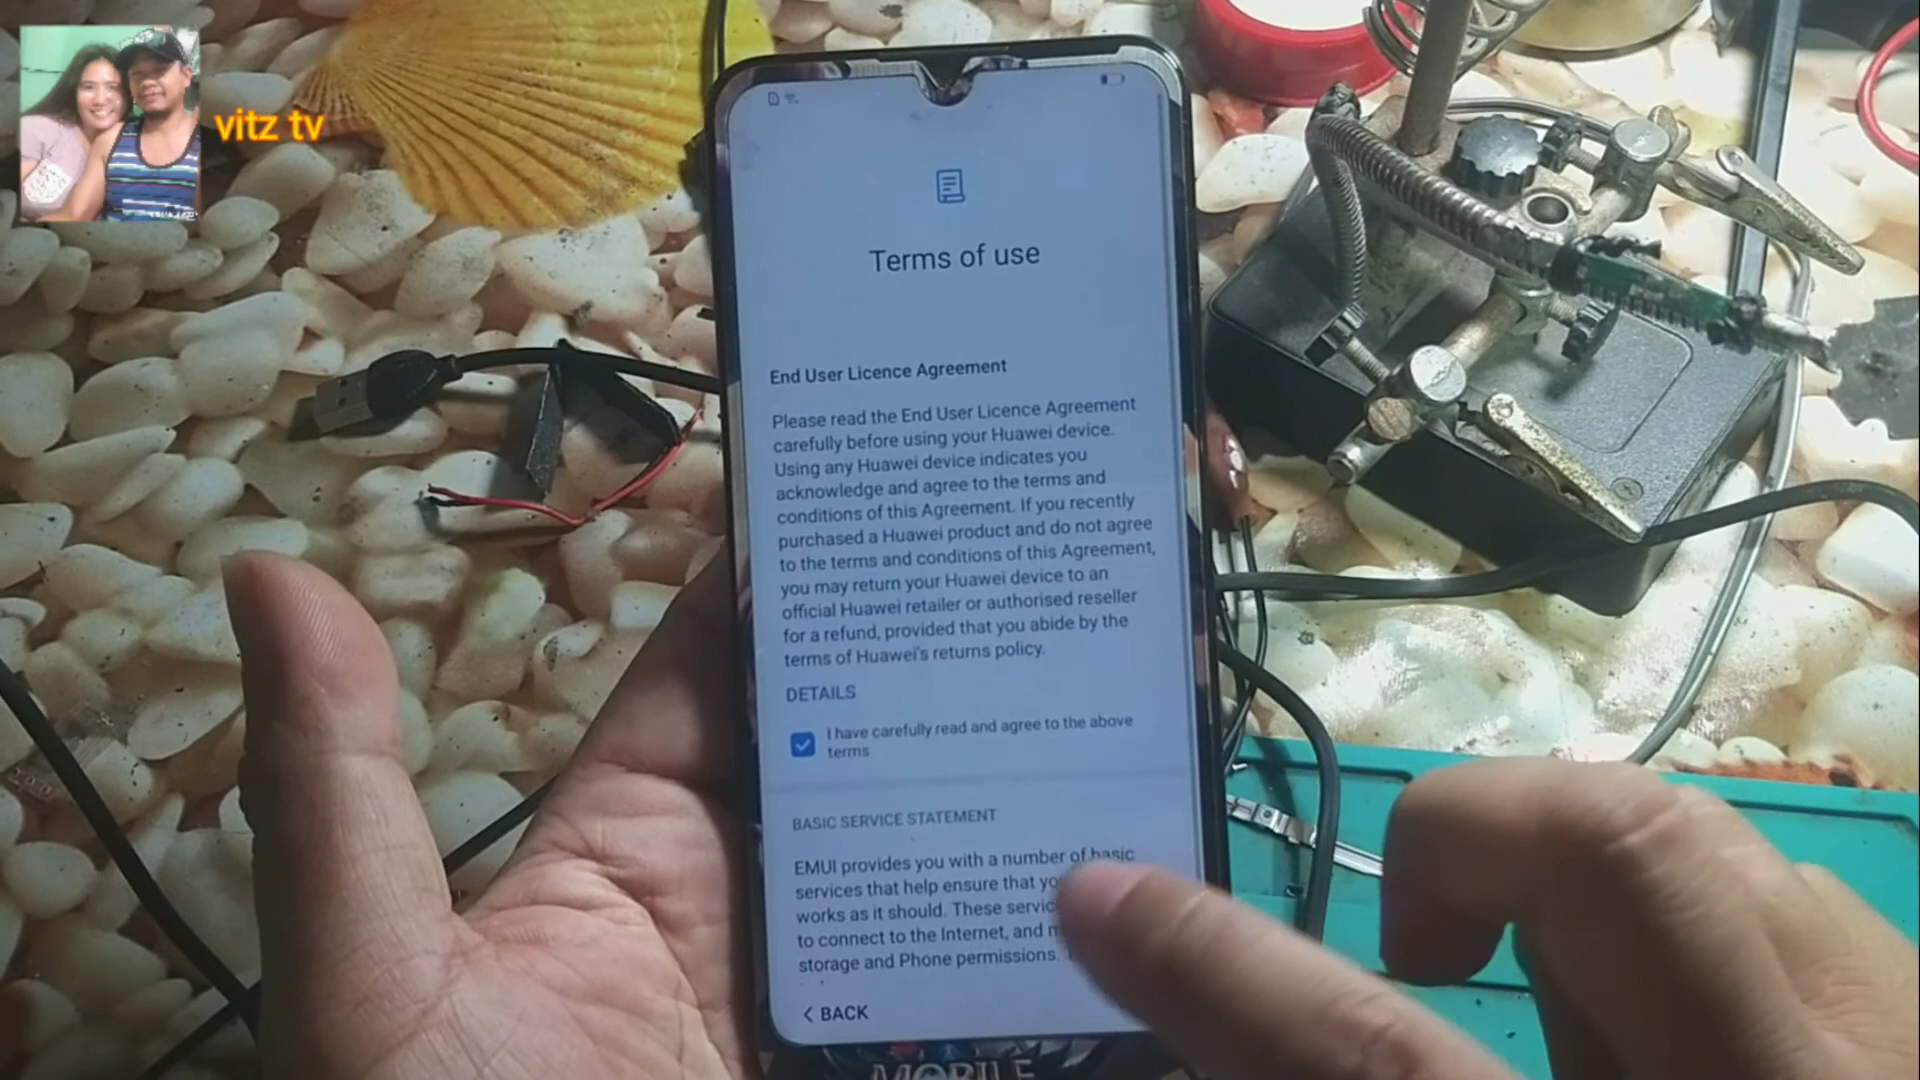 vitz tv
Terms of use
End User Licence Agreement
Please read the End User Licence Agreement
carefully before using your Huawei device.
Using any Huawei device indicates you
acknowledge and agree to the terms and
conditions of this Agreement. If you recently
purchased a Huawei product and do not agree
to the terms and conditions of this Agreement,
you may return your Huawei device to an
official Huawei retailer or authorised reseller
for a refund, provided that you abide by the
terms of Huawei's returns policy.
DETAILS
I have carefully read and agree to the above
terms
BASIC SERVICE STATEMENT
EMUI provides you with a number of basic
services that help ensure that
works as it should. These
to connect to the Internet, and
storage and Phone permissions.
< BACK
MOBILE